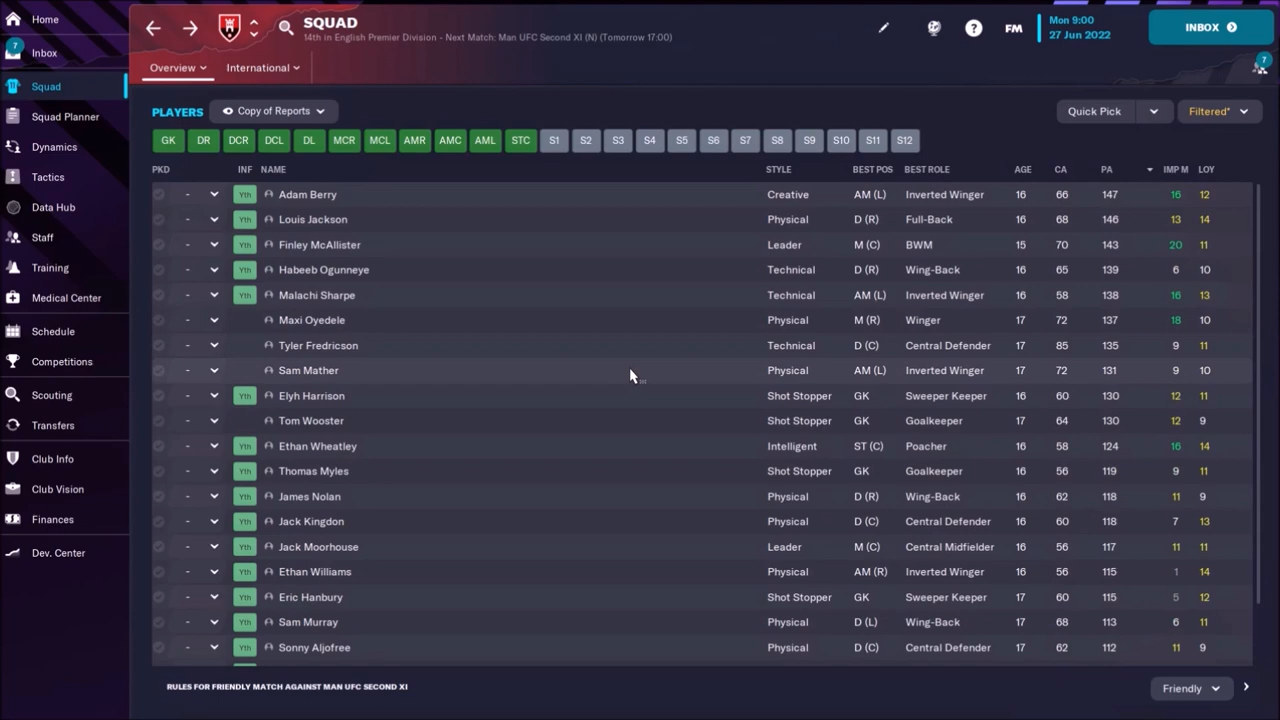 Home
7
Inbox
Squad
Squad Planner
Dynamics
Tactics
Data Hub
Staff
Training
Medical Center
Schedule
Competitions
Scouting
Transfers
Club Info
Club Vision
Finances
Dev. Center
SQUAD
14th in English Premier Division - Next Match: Man UFC Second XI (N) (Tomorrow 17:00)
FM
Mon 9:00
27 Jun 2022
INBOX
Overview
International
7
PLAYERS
Copy of Reports
Quick Pick
Filtered*
GK DR DCR DCL DL MCR MCL AMR AMC AML STC S1 S2 S3 S4 S5 S6 S7 S8 S9 S10 S11 S12
PKD INF NAME STYLE BEST POS BEST ROLE AGE CA PA IMP M LOY
- Yth Adam Berry Creative AM (L) Inverted Winger 16 66 147 16 12
- Yth Louis Jackson Physical D (R) Full-Back 16 68 146 13 14
- Yth Finley McAllister Leader M (C) BWM 15 70 143 20 11
- Yth Habeeb Ogunneye Technical D (R) Wing-Back 16 65 139 6 10
- Yth Malachi Sharpe Technical AM (L) Inverted Winger 16 58 138 16 13
- Maxi Oyedele Physical M (R) Winger 17 72 137 18 10
- Tyler Fredricson Technical D (C) Central Defender 17 85 135 9 11
- Sam Mather Physical AM (L) Inverted Winger 17 72 131 9 10
- Yth Elyh Harrison Shot Stopper GK Sweeper Keeper 16 60 130 12 11
- Tom Wooster Shot Stopper GK Goalkeeper 17 64 130 12 9
- Yth Ethan Wheatley Intelligent ST (C) Poacher 16 58 124 16 14
- Yth Thomas Myles Shot Stopper GK Goalkeeper 16 56 119 9 11
- Yth James Nolan Physical D (R) Wing-Back 16 62 118 11 9
- Yth Jack Kingdon Physical D (C) Central Defender 16 60 118 7 13
- Yth Jack Moorhouse Leader M (C) Central Midfielder 16 56 117 11 11
- Yth Ethan Williams Physical AM (R) Inverted Winger 16 56 115 1 14
- Yth Eric Hanbury Shot Stopper GK Sweeper Keeper 17 60 115 5 12
- Yth Sam Murray Physical D (L) Wing-Back 17 68 113 6 11
- Yth Sonny Aljofree Physical D (C) Central Defender 17 62 112 11 9
RULES FOR FRIENDLY MATCH AGAINST MAN UFC SECOND XI
Friendly